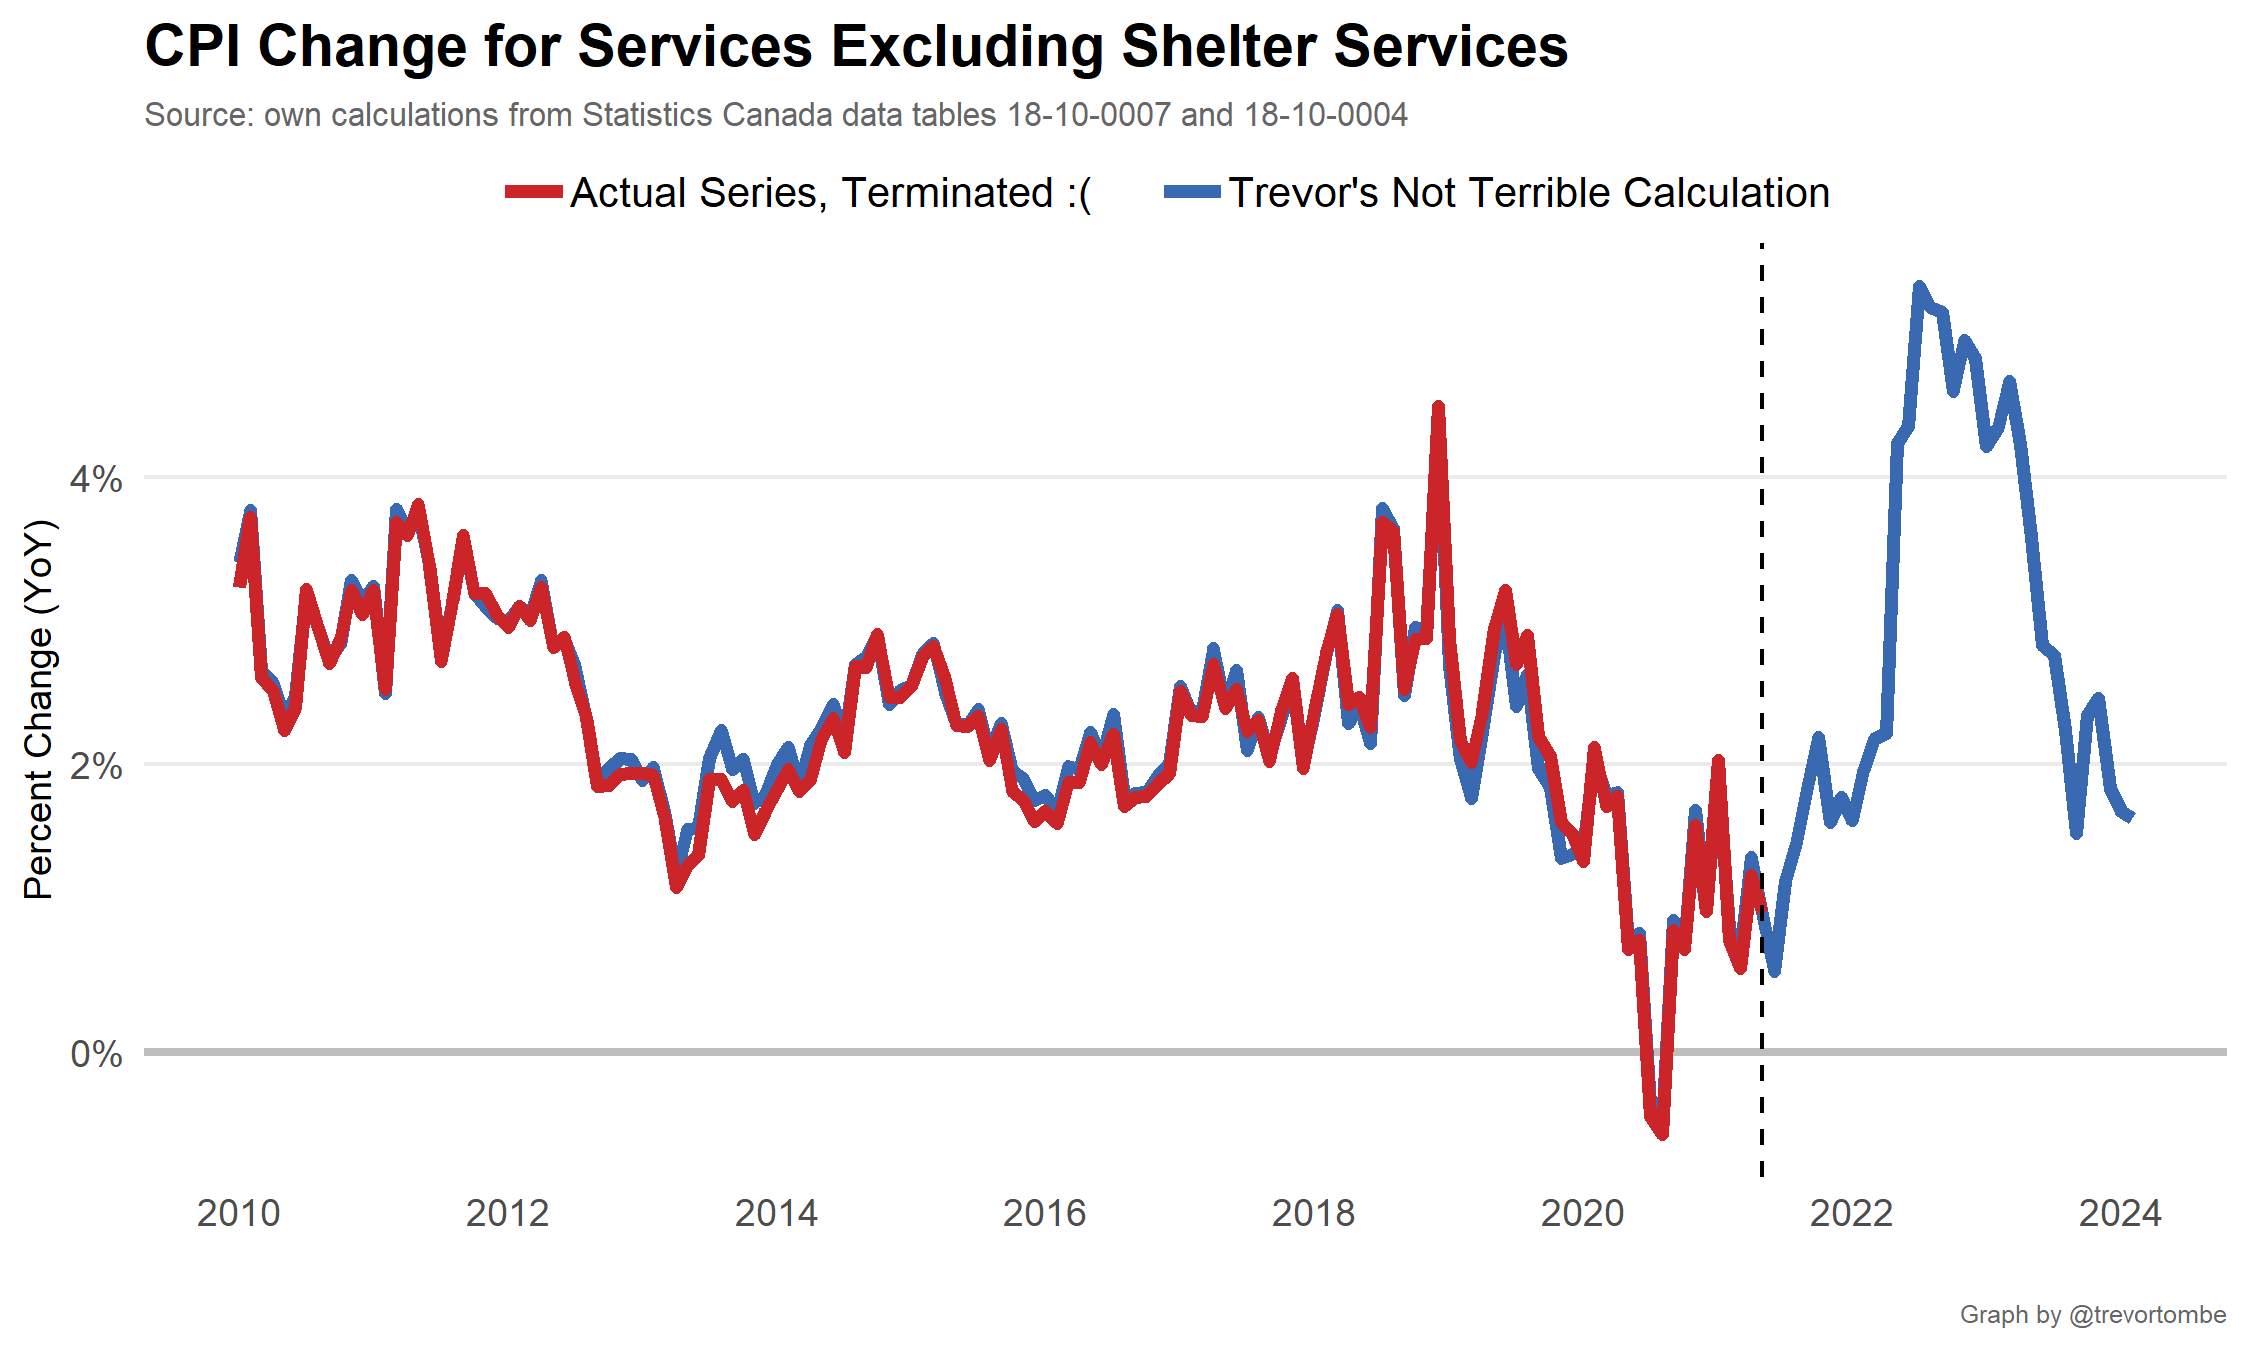 CPI Change for Services Excluding Shelter Services
Source: own calculations from Statistics Canada data tables 18-10-0007 and 18-10-0004
Actual Series, Terminated :(
Trevor's Not Terrible Calculation
Percent Change (YoY)
4%
2%
0%
2010
2012
2014
2016
2018
2020
2022
2024
Graph by @trevortombe